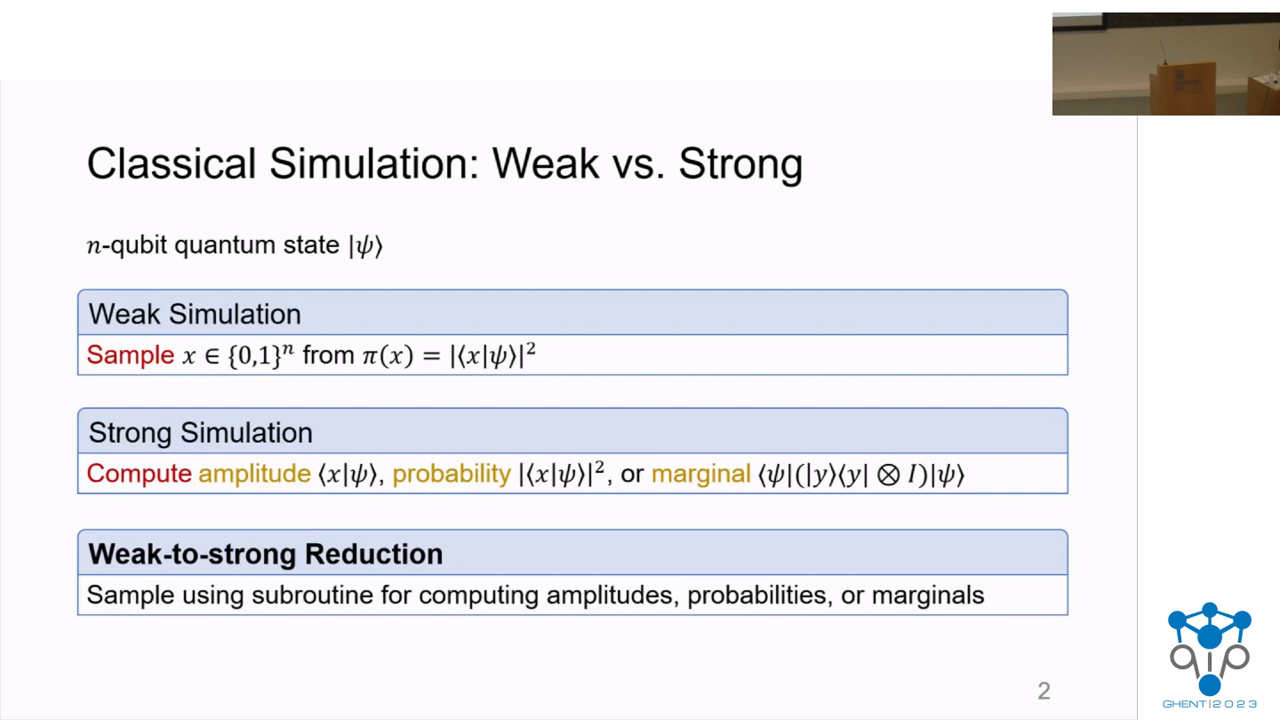 Classical Simulation: Weak vs. Strong
n-qubit quantum state |ψ⟩
Weak Simulation
Sample x ∈ {0,1}ⁿ from π(x) = |⟨x|ψ⟩|²
Strong Simulation
Compute amplitude ⟨x|ψ⟩, probability |⟨x|ψ⟩|², or marginal ⟨ψ|(|y⟩⟨y| ⊗ I)|ψ⟩
Weak-to-strong Reduction
Sample using subroutine for computing amplitudes, probabilities, or marginals
2
qip
GHENT|2023